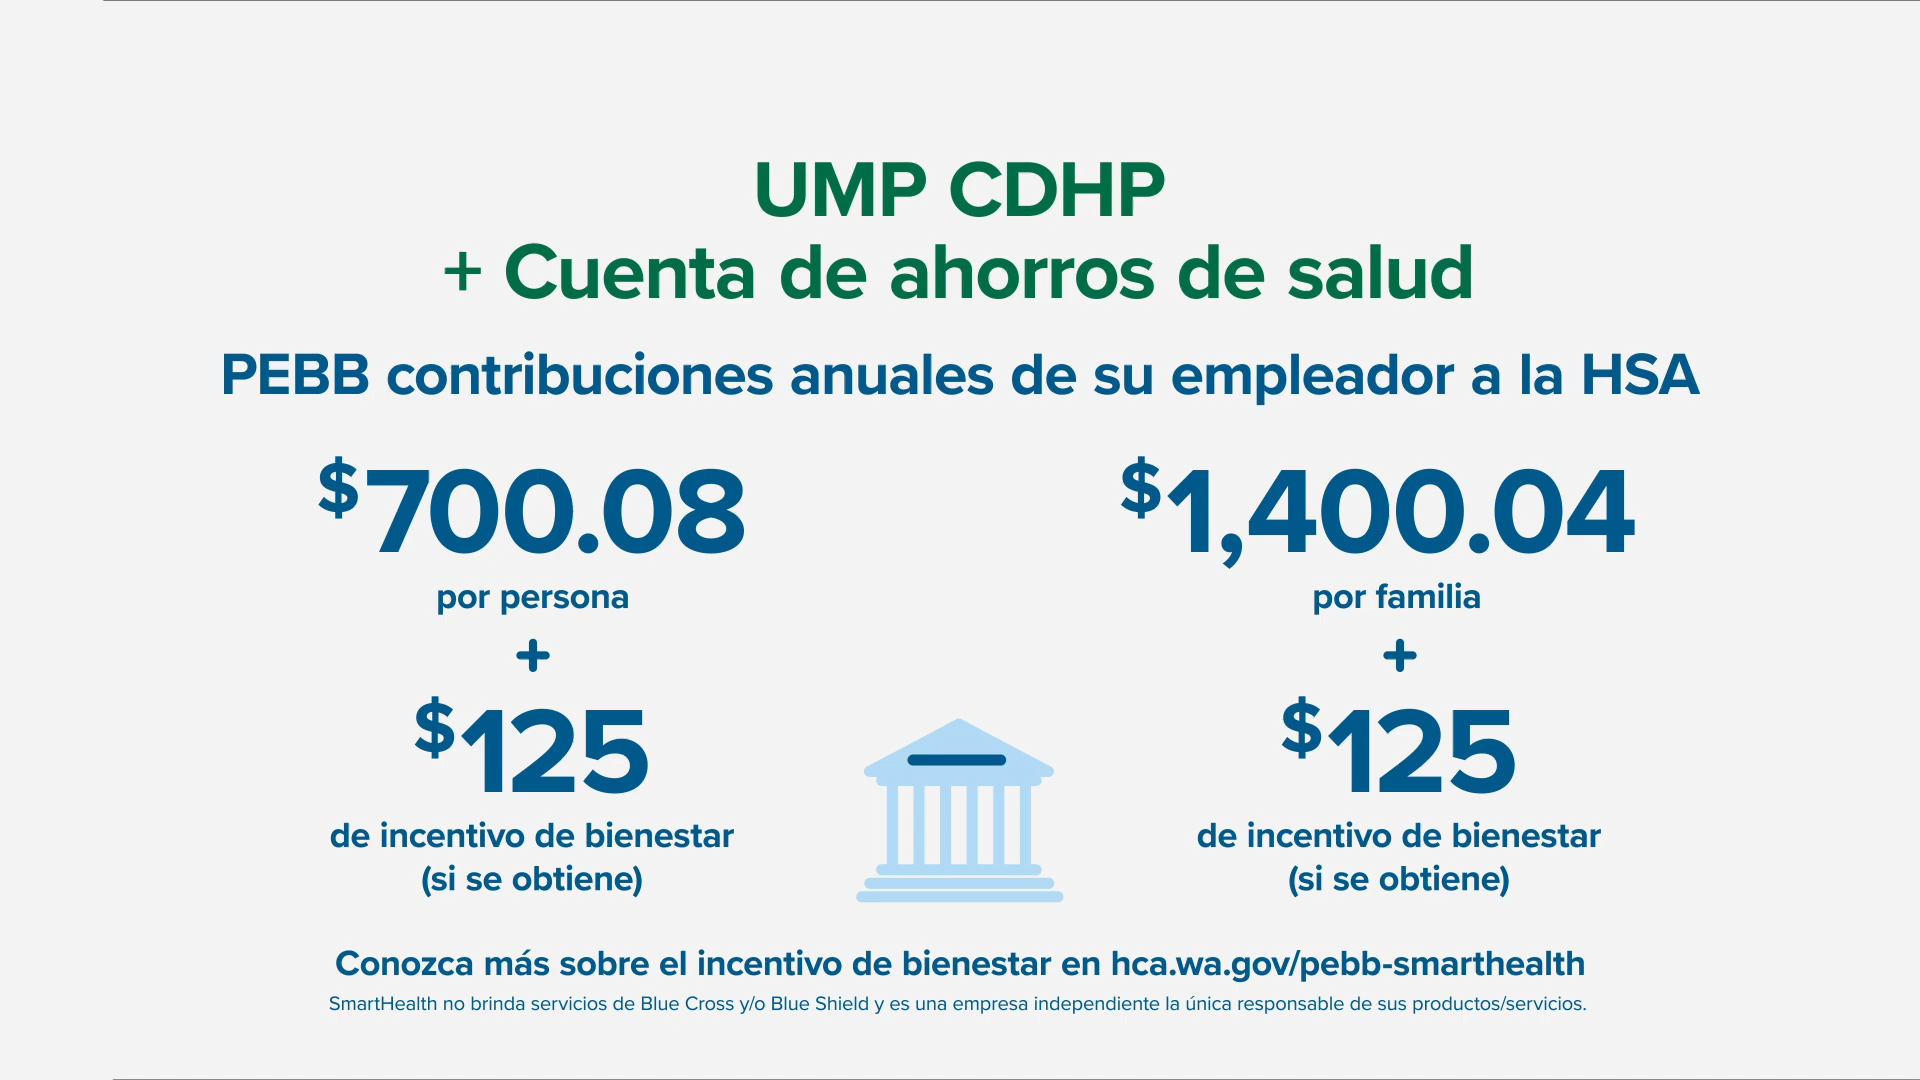 UMP CDHP
+ Cuenta de ahorros de salud
PEBB contribuciones anuales de su empleador a la HSA
$700.08
por persona
+
$125
de incentivo de bienestar
(si se obtiene)
$1,400.04
por familia
+
$125
de incentivo de bienestar
(si se obtiene)
Conozca más sobre el incentivo de bienestar en hca.wa.gov/pebb-smarthealth
SmartHealth no brinda servicios de Blue Cross y/o Blue Shield y es una empresa independiente la única responsable de sus productos/servicios.